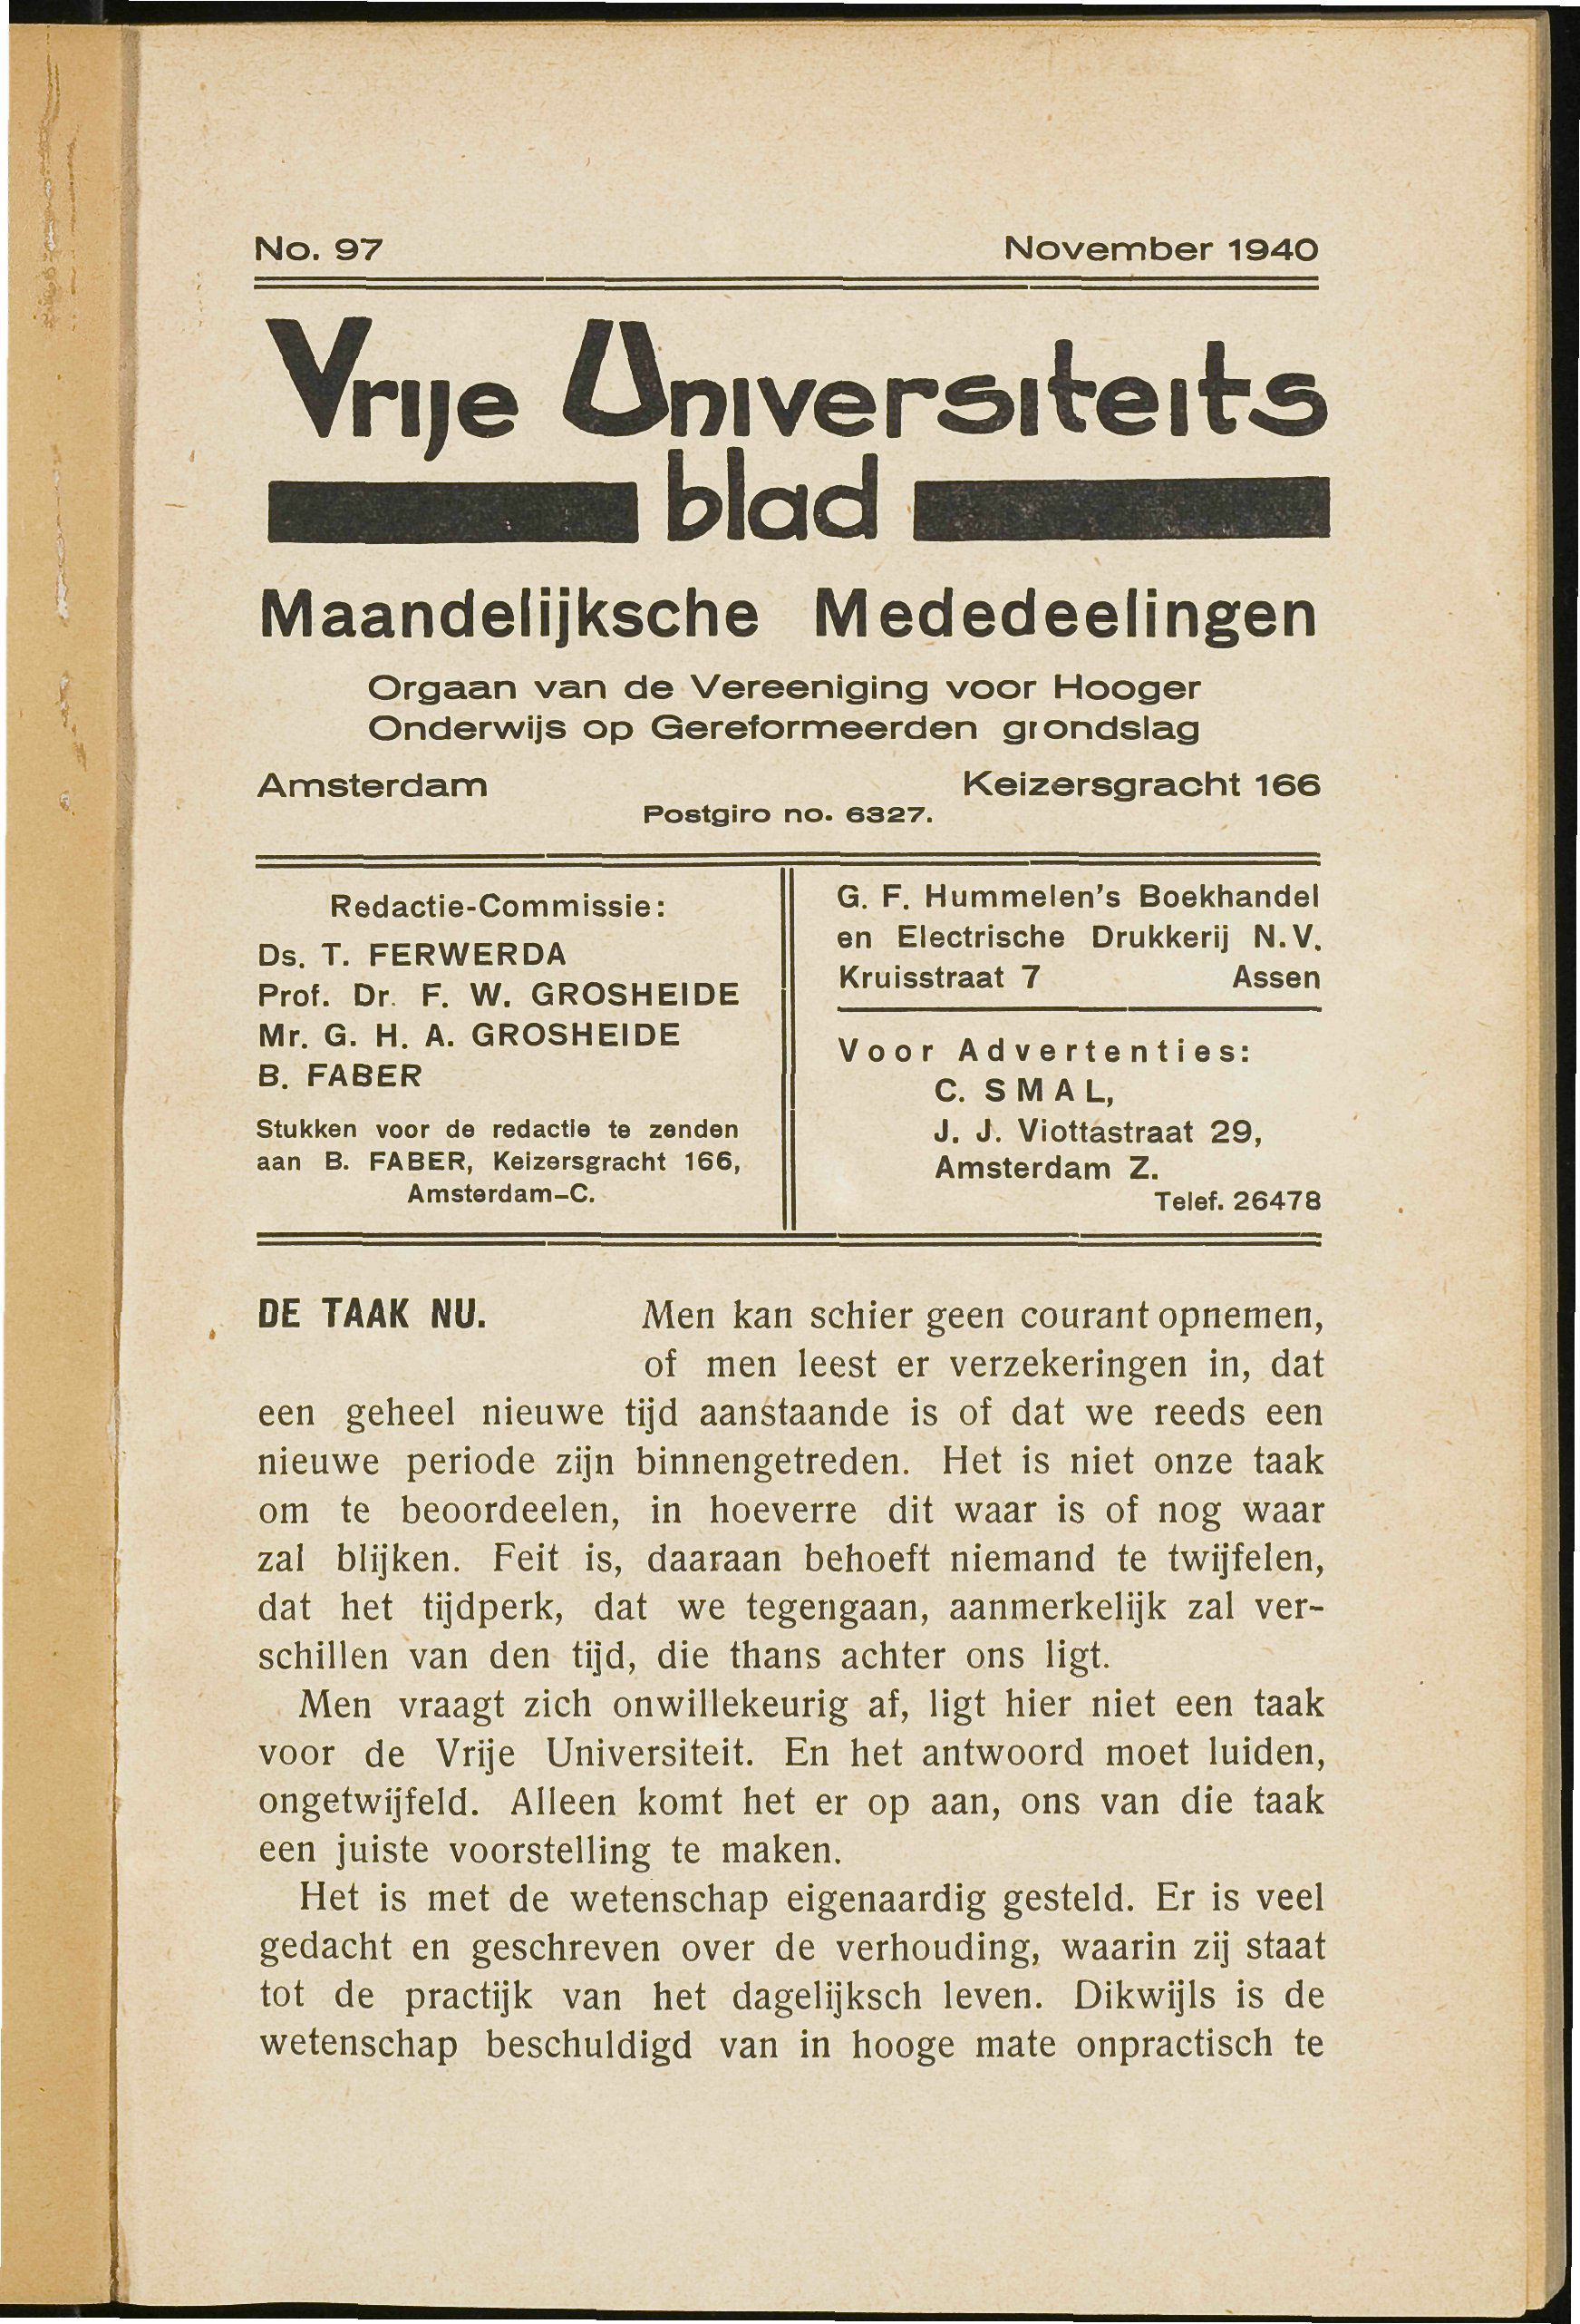 No. 97 November 1940
Vrije Universiteits
blad
Maandelijksche Mededeelingen
Orgaan van de Vereeniging voor Hooger
Onderwijs op Gereformeerden grondslag
Amsterdam Keizersgracht 166
Postgiro no. 6327.
Redactie-Commissie:
Ds. T. FERWERDA
Prof. Dr. F. W. GROSHEIDE
Mr. G. H. A. GROSHEIDE
B. FABER
Stukken voor de redactie te zenden
aan B. FABER, Keizersgracht 166,
Amsterdam-C.
G. F. Hummelen's Boekhandel
en Electrische Drukkerij N.V.
Kruisstraat 7 Assen
Voor Advertenties:
C. SMAL,
J. J. Viottastraat 29,
Amsterdam Z.
Telef. 26478
DE TAAK NU. Men kan schier geen courant opnemen,
of men leest er verzekeringen in, dat
een geheel nieuwe tijd aanstaande is of dat we reeds een
nieuwe periode zijn binnengetreden. Het is niet onze taak
om te beoordeelen, in hoeverre dit waar is of nog waar
zal blijken. Feit is, daaraan behoeft niemand te twijfelen,
dat het tijdperk, dat we tegengaan, aanmerkelijk zal ver-
schillen van den tijd, die thans achter ons ligt.
Men vraagt zich onwillekeurig af, ligt hier niet een taak
voor de Vrije Universiteit. En het antwoord moet luiden,
ongetwijfeld. Alleen komt het er op aan, ons van die taak
een juiste voorstelling te maken.
Het is met de wetenschap eigenaardig gesteld. Er is veel
gedacht en geschreven over de verhouding, waarin zij staat
tot de practijk van het dagelijksch leven. Dikwijls is de
wetenschap beschuldigd van in hooge mate onpractisch te